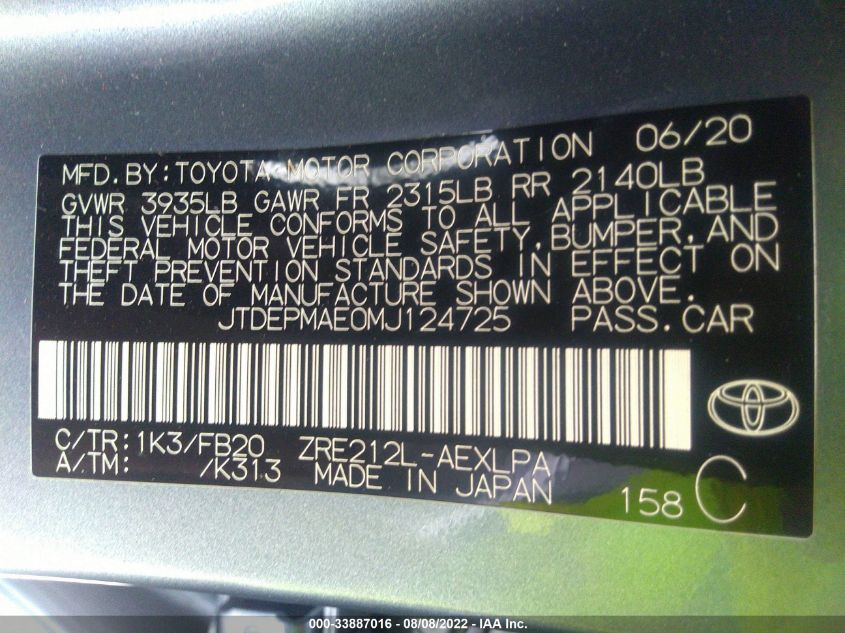 MFD. BY: TOYOTA MOTOR CORPORATION 06/20
GVWR 3935LB GAWR FR 2315LB RR 2140LB
THIS VEHICLE CONFORMS TO ALL APPLICABLE
FEDERAL MOTOR VEHICLE SAFETY, BUMPER, AND
THEFT PREVENTION STANDARDS IN EFFECT ON
THE DATE OF MANUFACTURE SHOWN ABOVE.
JTDEPMAE0MJ124725 PASS. CAR
C/TR: 1K3/FB20 ZRE212L-AEXLPA
A/TM: /K313 MADE IN JAPAN
158 C
000-33887016 - 08/08/2022 - IAA Inc.